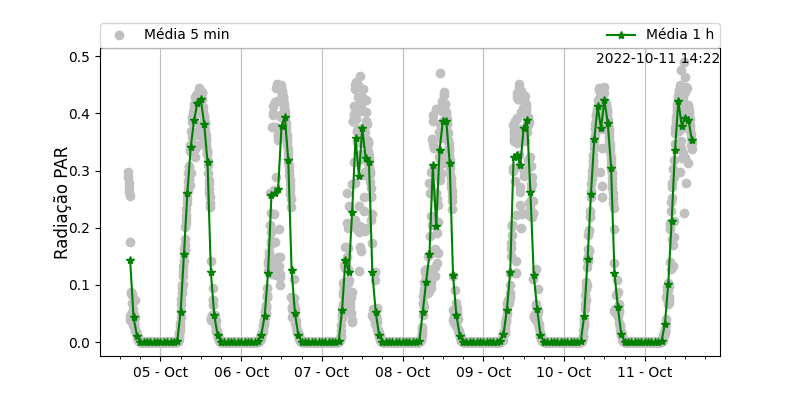 Média 5 min
Média 1 h
2022-10-11 14:22
Radiação PAR
0.5
0.4
0.3
0.2
0.1
0.0
05 - Oct
06 - Oct
07 - Oct
08 - Oct
09 - Oct
10 - Oct
11 - Oct